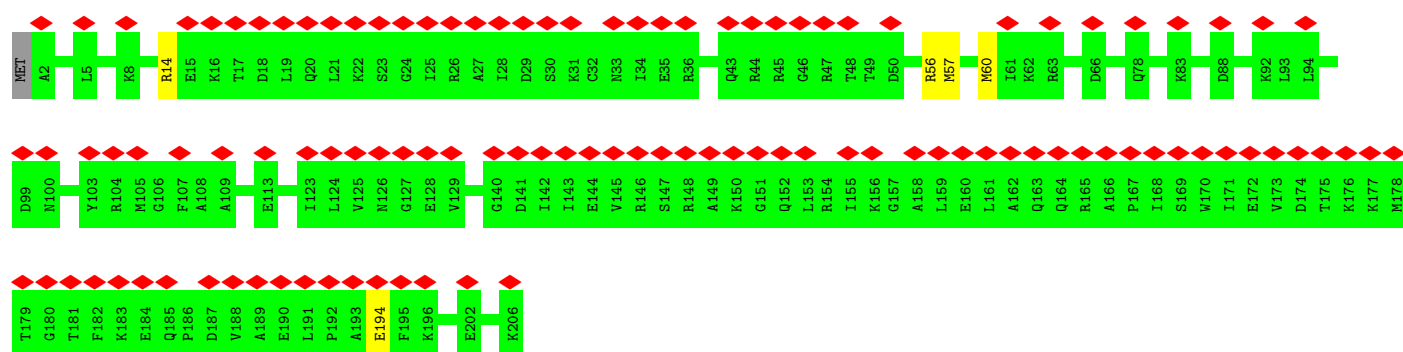 MET A2 L5 K8 R14 E15 K16 T17 D18 L19 Q20 L21 K22 S23 G24 I25 R26 A27 I28 D29 S30 K31 C32 N33 I34 E35 R36 Q43 R44 R45 G46 R47 T48 T49 D50 R56 M57 M60 I61 K62 R63 D66 Q78 K83 D88 K92 L93 L94
D99 N100 Y103 R104 M105 G106 F107 A108 A109 E113 I123 L124 V125 N126 G127 E128 V129 G140 D141 I142 I143 E144 V145 R146 S147 R148 A149 K150 G151 Q152 L153 R154 I155 K156 G157 A158 L159 E160 L161 A162 Q163 Q164 R165 A166 P167 I168 S169 W170 I171 E172 V173 D174 T175 K176 K177 M178
T179 G180 T181 F182 K183 E184 Q185 P186 D187 V188 A189 E190 L191 P192 A193 E194 F195 K196 E202 K206